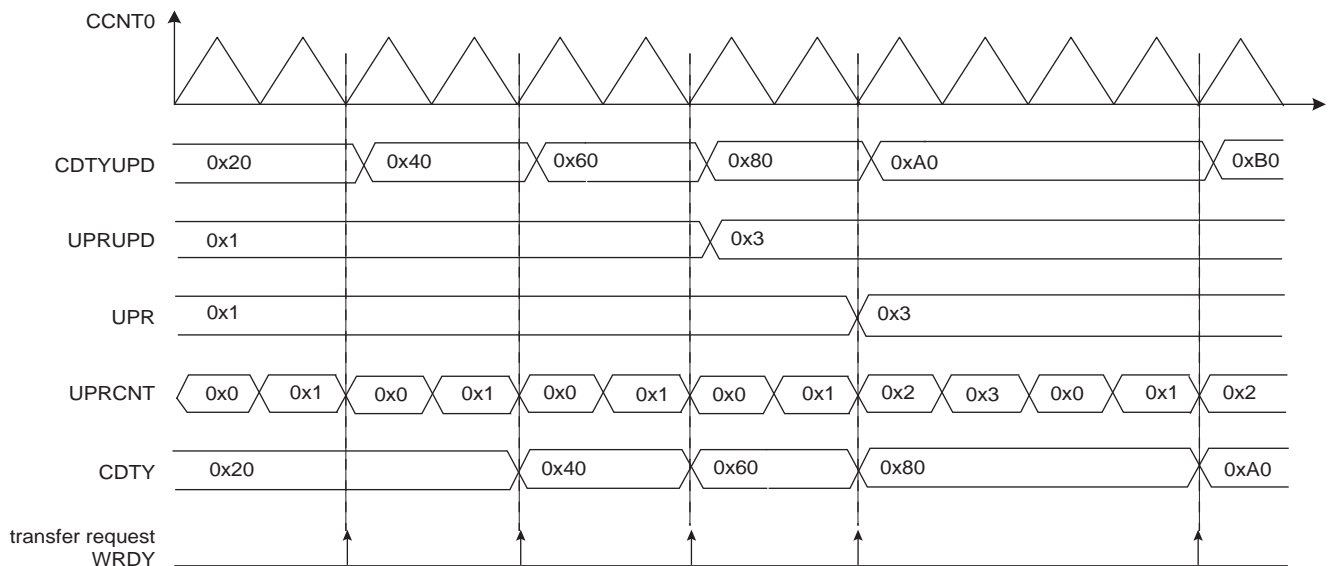 CCNT0
CDTYUPD 0x20 0x40 0x60 0x80 0xA0 0xB0
UPRUPD 0x1 0x3
UPR 0x1 0x3
UPRCNT 0x0 0x1 0x0 0x1 0x0 0x1 0x0 0x1 0x2 0x3 0x0 0x1 0x2
CDTY 0x20 0x40 0x60 0x80 0xA0
transfer request
WRDY